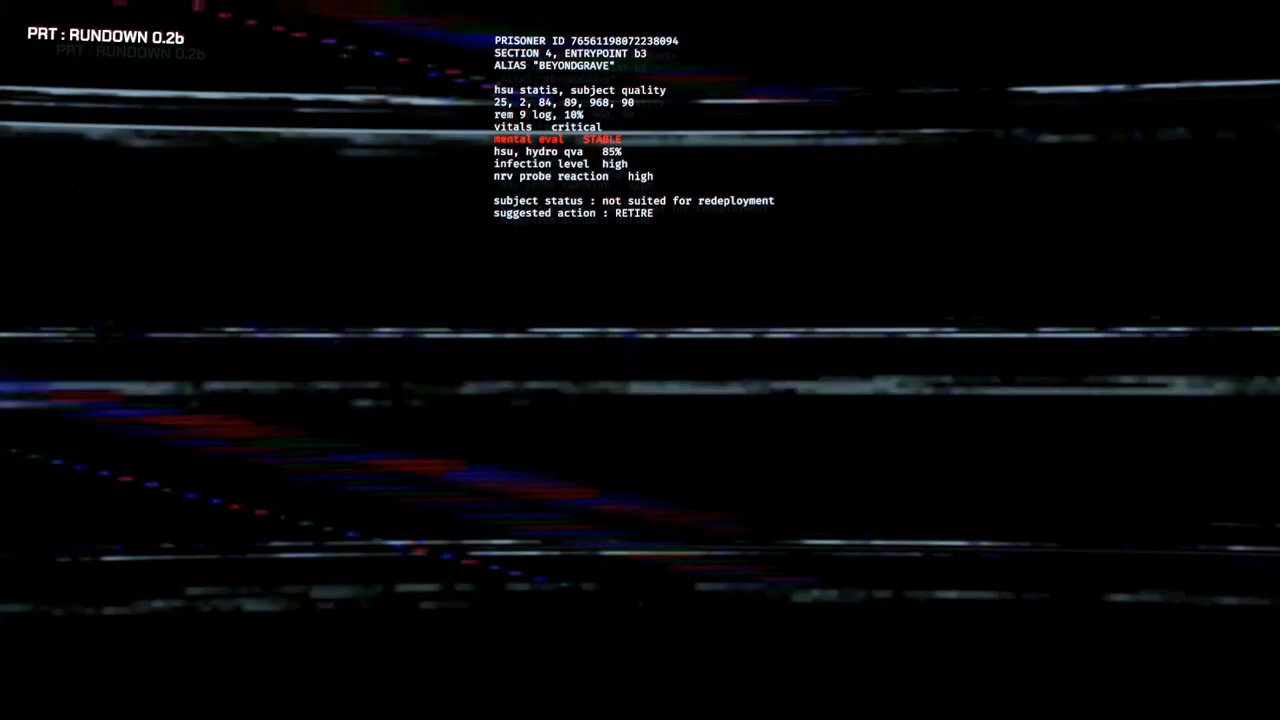 PRT : RUNDOWN 0.2b
PRISONER ID 76561198072238094
SECTION 4, ENTRYPOINT b3
ALIAS "BEYONDGRAVE"
hsu statis, subject quality
25, 2, 84, 89, 968, 90
rem 9 log, 10%
vitals critical
mental eval STABLE
hsu, hydro qva 85%
infection level high
nrv probe reaction high
subject status : not suited for redeployment
suggested action : RETIRE